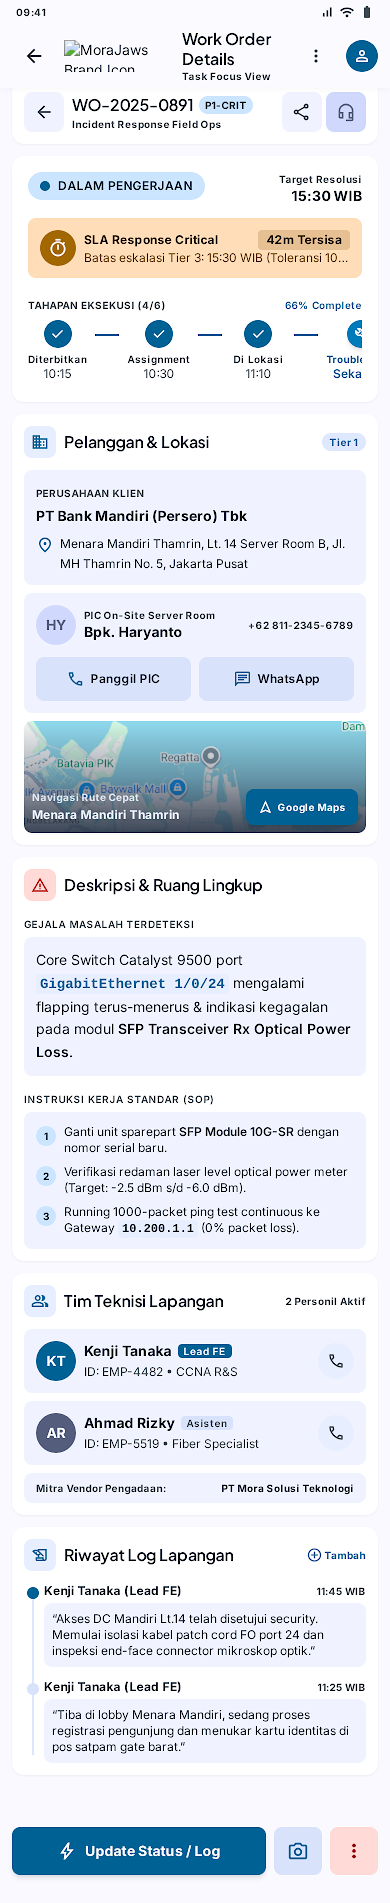 09:41
MoraJaws
Brand Icon
Work Order
Details
Task Focus View
WO-2025-0891 P1-CRIT
Incident Response Field Ops
DALAM PENGERJAAN
Target Resolusi
15:30 WIB
SLA Response Critical 42m Tersisa
Batas eskalasi Tier 3: 15:30 WIB (Toleransi 10...
TAHAPAN EKSEKUSI (4/6) 66% Complete
Diterbitkan Assignment Di Lokasi Trouble
10:15 10:30 11:10 Seka
Pelanggan & Lokasi Tier 1
PERUSAHAAN KLIEN
PT Bank Mandiri (Persero) Tbk
Menara Mandiri Thamrin, Lt. 14 Server Room B, Jl.
MH Thamrin No. 5, Jakarta Pusat
HY PIC On-Site Server Room
Bpk. Haryanto +62 811-2345-6789
Panggil PIC WhatsApp
Dam
Regatta
Batavia PIK
Baywalk Mall
Navigasi Rute Cepat
Menara Mandiri Thamrin
Google Maps
Deskripsi & Ruang Lingkup
GEJALA MASALAH TERDETEKSI
Core Switch Catalyst 9500 port
GigabitEthernet 1/0/24 mengalami
flapping terus-menerus & indikasi kegagalan
pada modul SFP Transceiver Rx Optical Power
Loss.
INSTRUKSI KERJA STANDAR (SOP)
1 Ganti unit sparepart SFP Module 10G-SR dengan
nomor serial baru.
2 Verifikasi redaman laser level optical power meter
(Target: -2.5 dBm s/d -6.0 dBm).
3 Running 1000-packet ping test continuous ke
Gateway 10.200.1.1 (0% packet loss).
Tim Teknisi Lapangan 2 Personil Aktif
KT Kenji Tanaka Lead FE
ID: EMP-4482 • CCNA R&S
AR Ahmad Rizky Asisten
ID: EMP-5519 • Fiber Specialist
Mitra Vendor Pengadaan: PT Mora Solusi Teknologi
Riwayat Log Lapangan Tambah
Kenji Tanaka (Lead FE) 11:45 WIB
“Akses DC Mandiri Lt.14 telah disetujui security.
Memulai isolasi kabel patch cord FO port 24 dan
inspeksi end-face connector mikroskop optik.”
Kenji Tanaka (Lead FE) 11:25 WIB
“Tiba di lobby Menara Mandiri, sedang proses
registrasi pengunjung dan menukar kartu identitas di
pos satpam gate barat.”
Update Status / Log